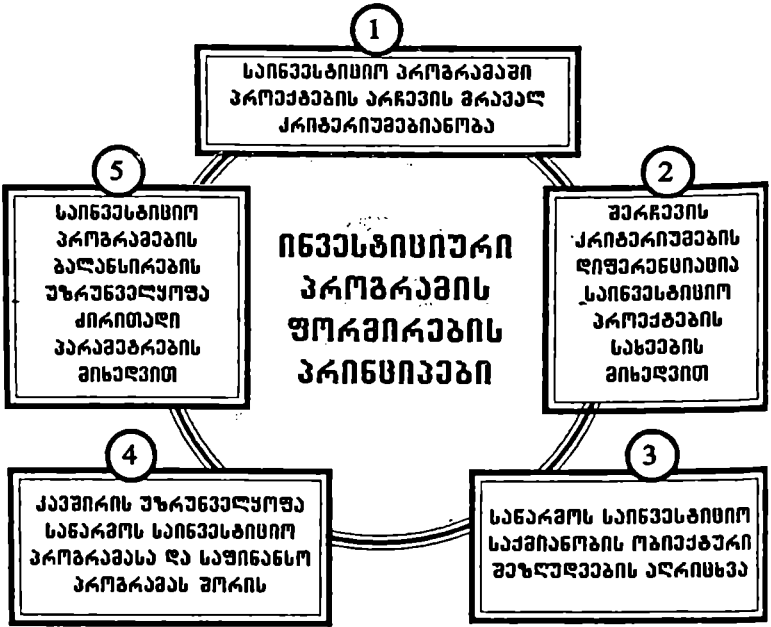 1
საინვესტიციო პროგრამაში
პროექტების არჩევის მრავალ
კრიტერიუმებიანობა
2
შერჩევის
კრიტერიუმების
დიფერენციაცია
საინვესტიციო
პროექტების
სახეების
მიხედვით
3
საწარმოს საინვესტიციო
საქმიანობის ობიექტური
შეზღუდვების აღრიცხვა
4
კავშირის უზრუნველყოფა
საწარმოს საინვესტიციო
პროგრამასა და საფინანსო
პროგრამას შორის
5
საინვესტიციო
პროგრამების
ბალანსირების
უზრუნველყოფა
ძირითადი
პარამეტრების
მიხედვით
ინვესტიციური
პროგრამის
ფორმირების
პრინციპები